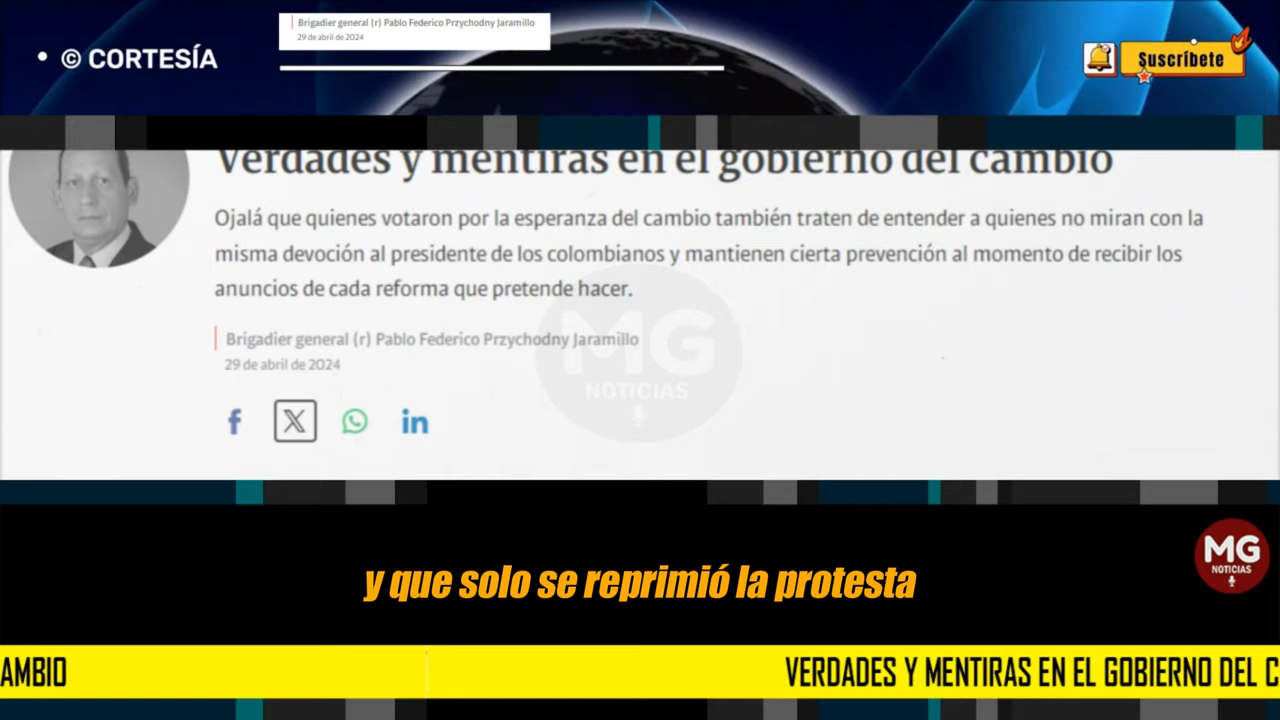 Brigadier general (r) Pablo Federico Przychodny Jaramillo
29 de abril de 2024
• © CORTESÍA
Suscríbete
Verdades y mentiras en el gobierno del cambio
Ojalá que quienes votaron por la esperanza del cambio también traten de entender a quienes no miran con la
misma devoción al presidente de los colombianos y mantienen cierta prevención al momento de recibir los
anuncios de cada reforma que pretende hacer.
Brigadier general (r) Pablo Federico Przychodny Jaramillo
29 de abril de 2024
MG
NOTICIAS
f X in
MG
NOTICIAS
y que solo se reprimió la protesta
AMBIO VERDADES Y MENTIRAS EN EL GOBIERNO DEL C